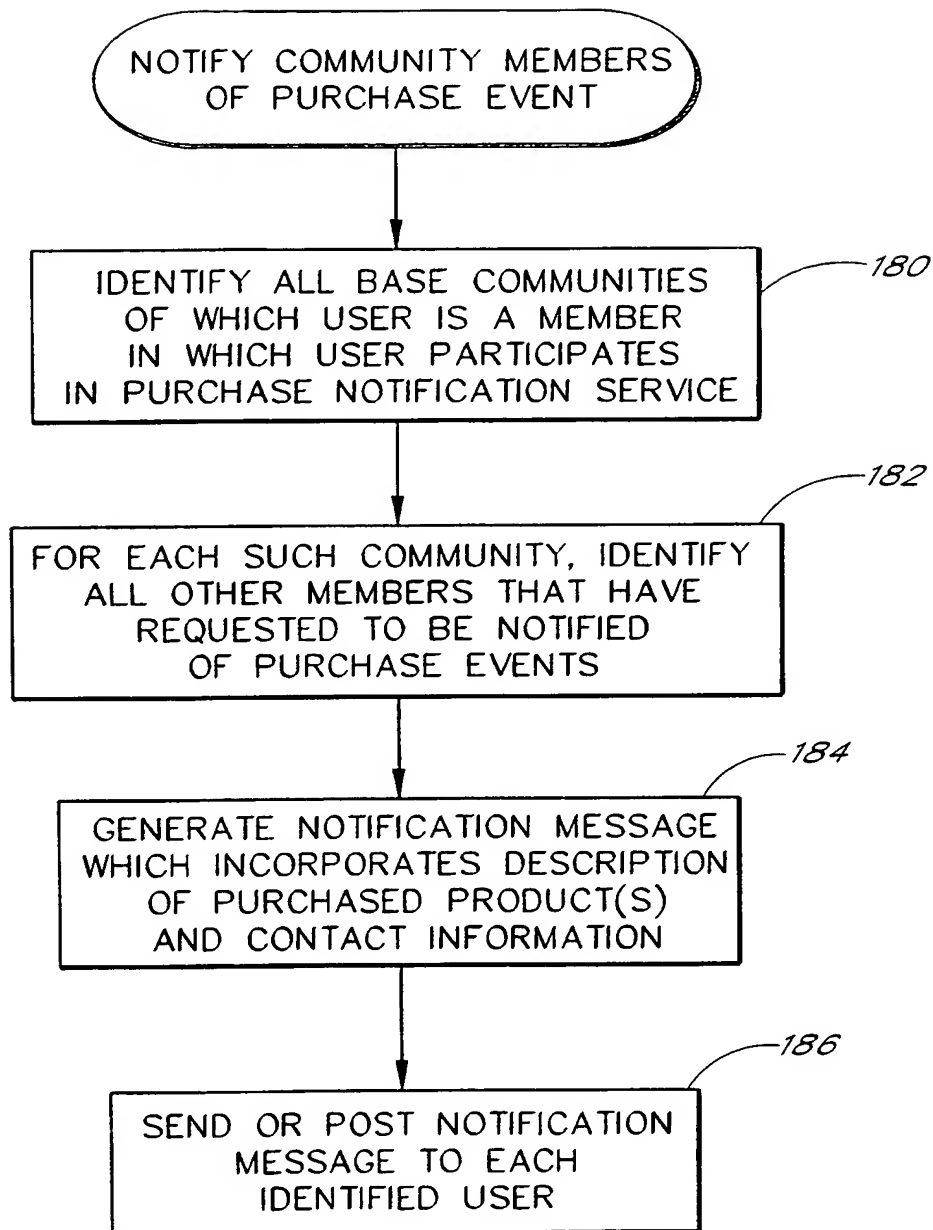 NOTIFY COMMUNITY MEMBERS
OF PURCHASE EVENT
180
IDENTIFY ALL BASE COMMUNITIES
OF WHICH USER IS A MEMBER
IN WHICH USER PARTICIPATES
IN PURCHASE NOTIFICATION SERVICE
182
FOR EACH SUCH COMMUNITY, IDENTIFY
ALL OTHER MEMBERS THAT HAVE
REQUESTED TO BE NOTIFIED
OF PURCHASE EVENTS
184
GENERATE NOTIFICATION MESSAGE
WHICH INCORPORATES DESCRIPTION
OF PURCHASED PRODUCT(S)
AND CONTACT INFORMATION
186
SEND OR POST NOTIFICATION
MESSAGE TO EACH
IDENTIFIED USER